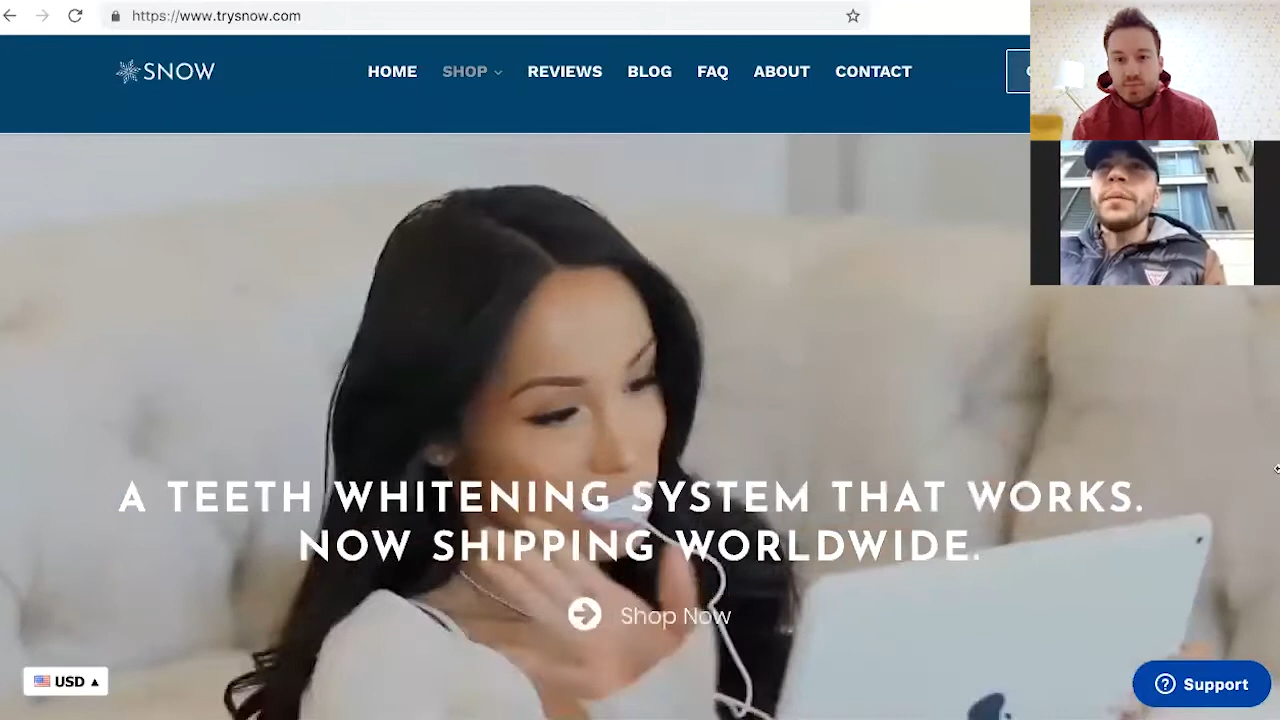 https://www.trysnow.com
SNOW
HOME SHOP REVIEWS BLOG FAQ ABOUT CONTACT
A TEETH WHITENING SYSTEM THAT WORKS.
NOW SHIPPING WORLDWIDE.
Shop Now
USD
Support